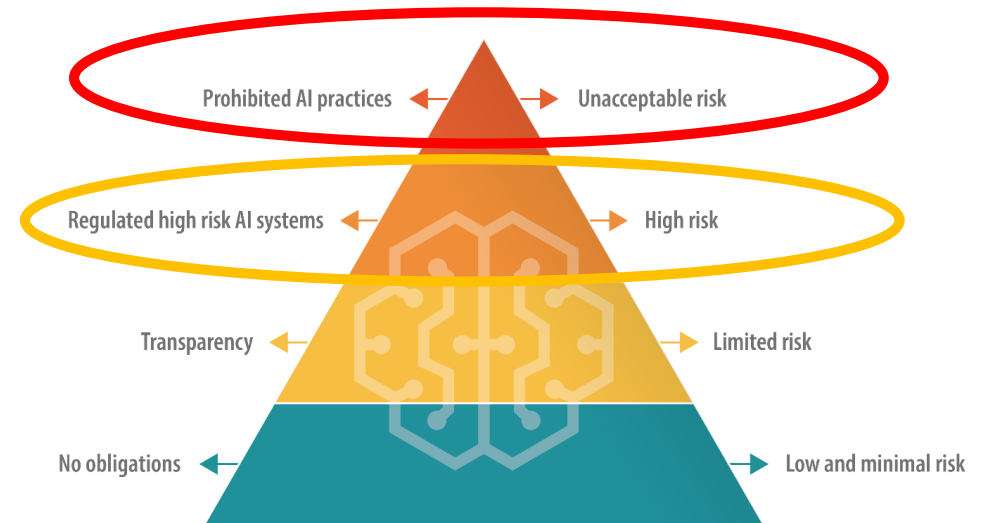 Prohibited AI practices
Unacceptable risk
Regulated high risk AI systems
High risk
Transparency
Limited risk
No obligations
Low and minimal risk